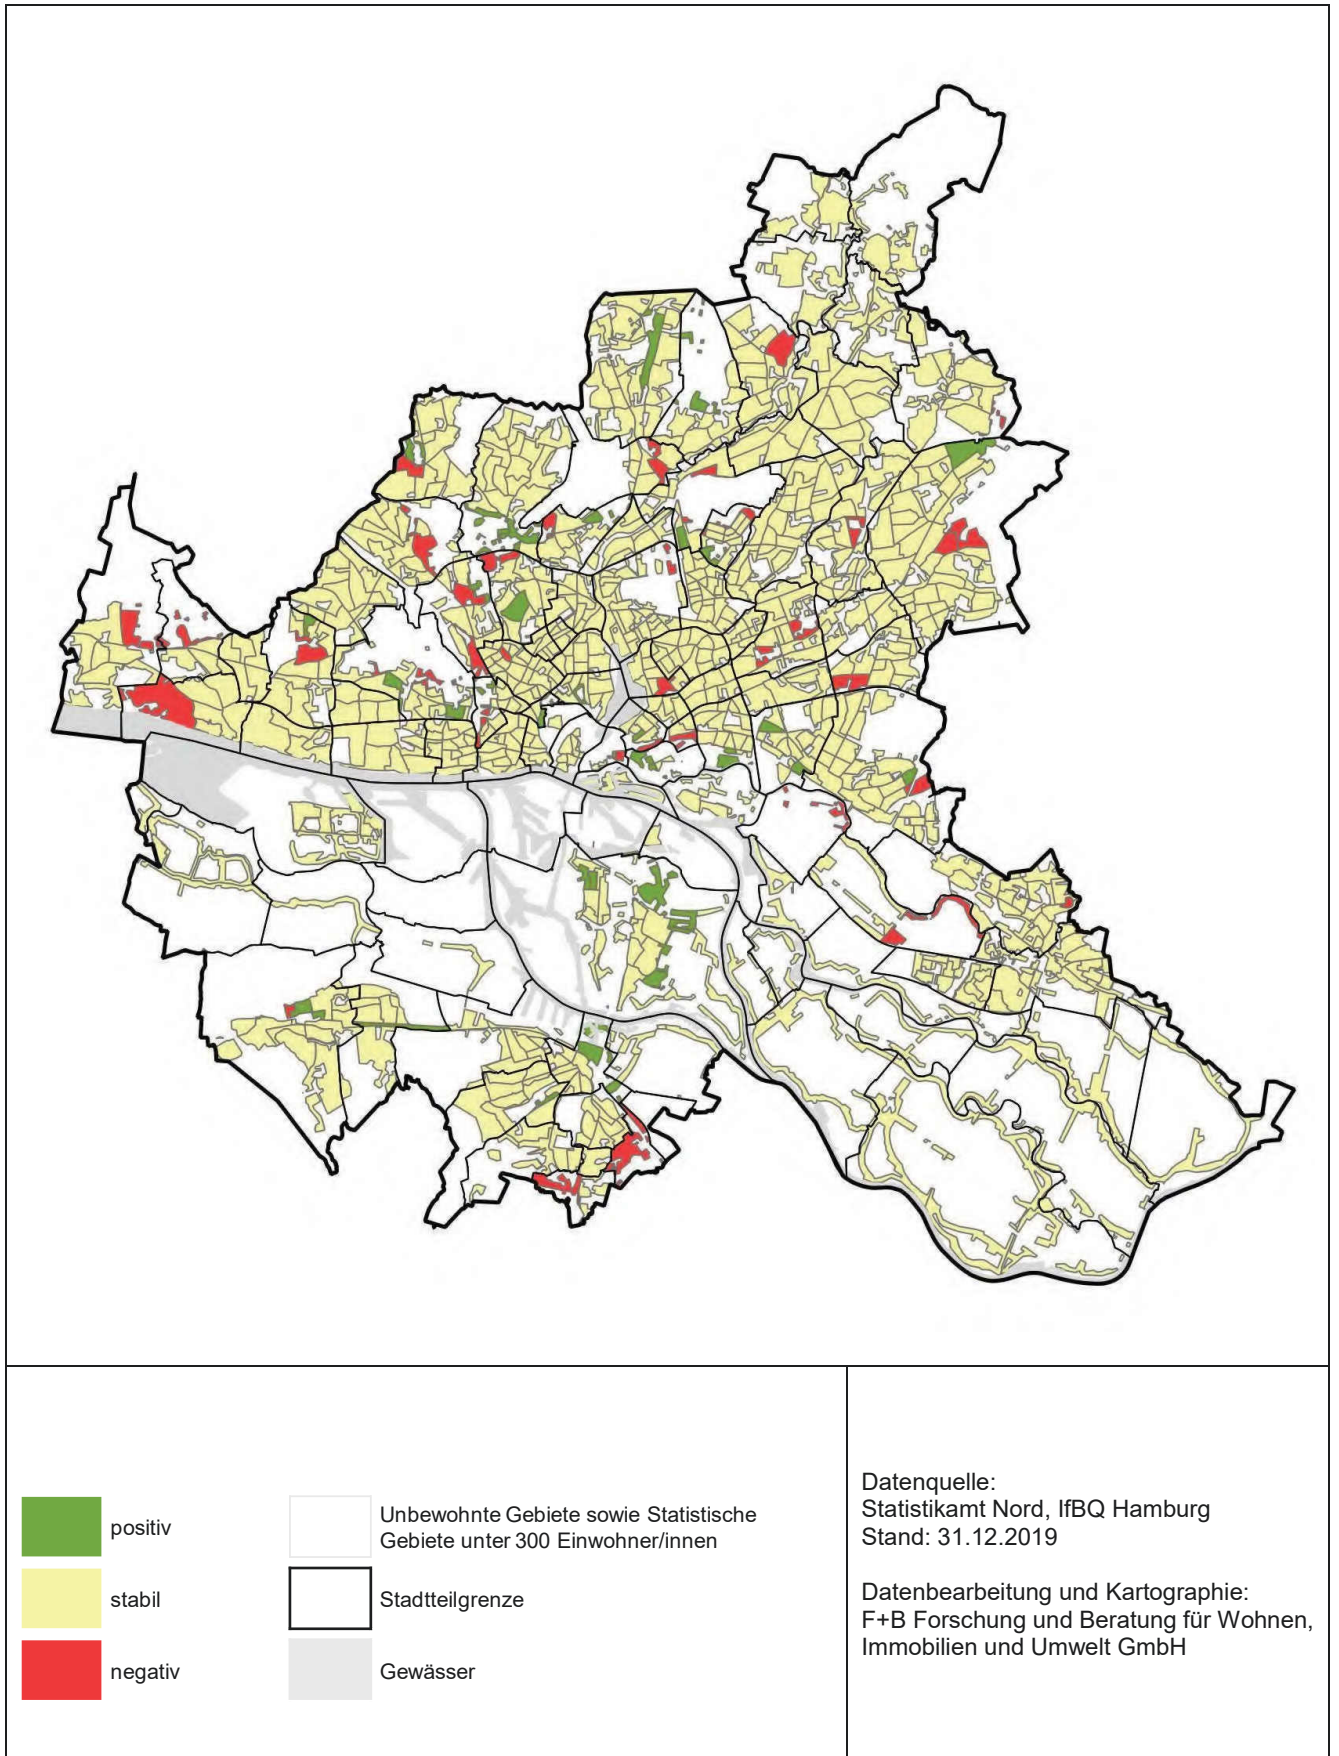 positiv
stabil
negativ
Unbewohnte Gebiete sowie Statistische
Gebiete unter 300 Einwohner/innen
Stadtteilgrenze
Gewässer
Datenquelle:
Statistikamt Nord, IfBQ Hamburg
Stand: 31.12.2019
Datenbearbeitung und Kartographie:
F+B Forschung und Beratung für Wohnen,
Immobilien und Umwelt GmbH